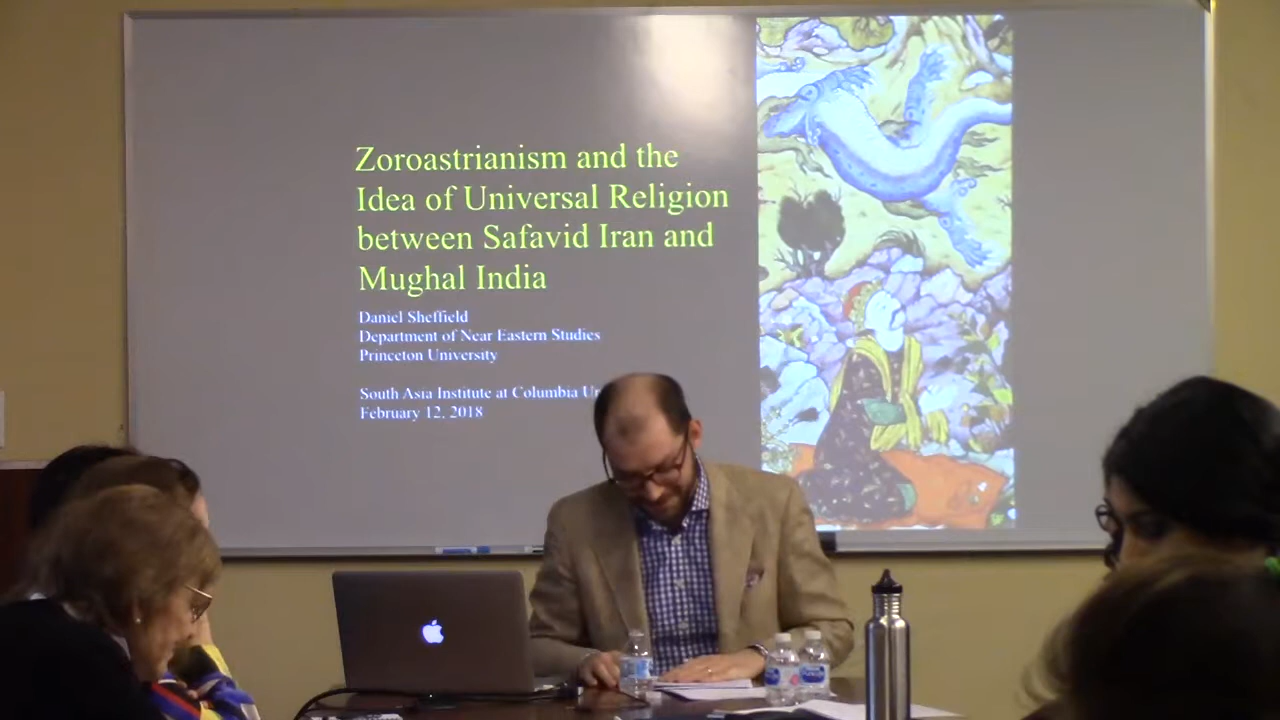 Zoroastrianism and the
Idea of Universal Religion
between Safavid Iran and
Mughal India
Daniel Sheffield
Department of Near Eastern Studies
Princeton University
South Asia Institute at Columbia
February 12, 2018